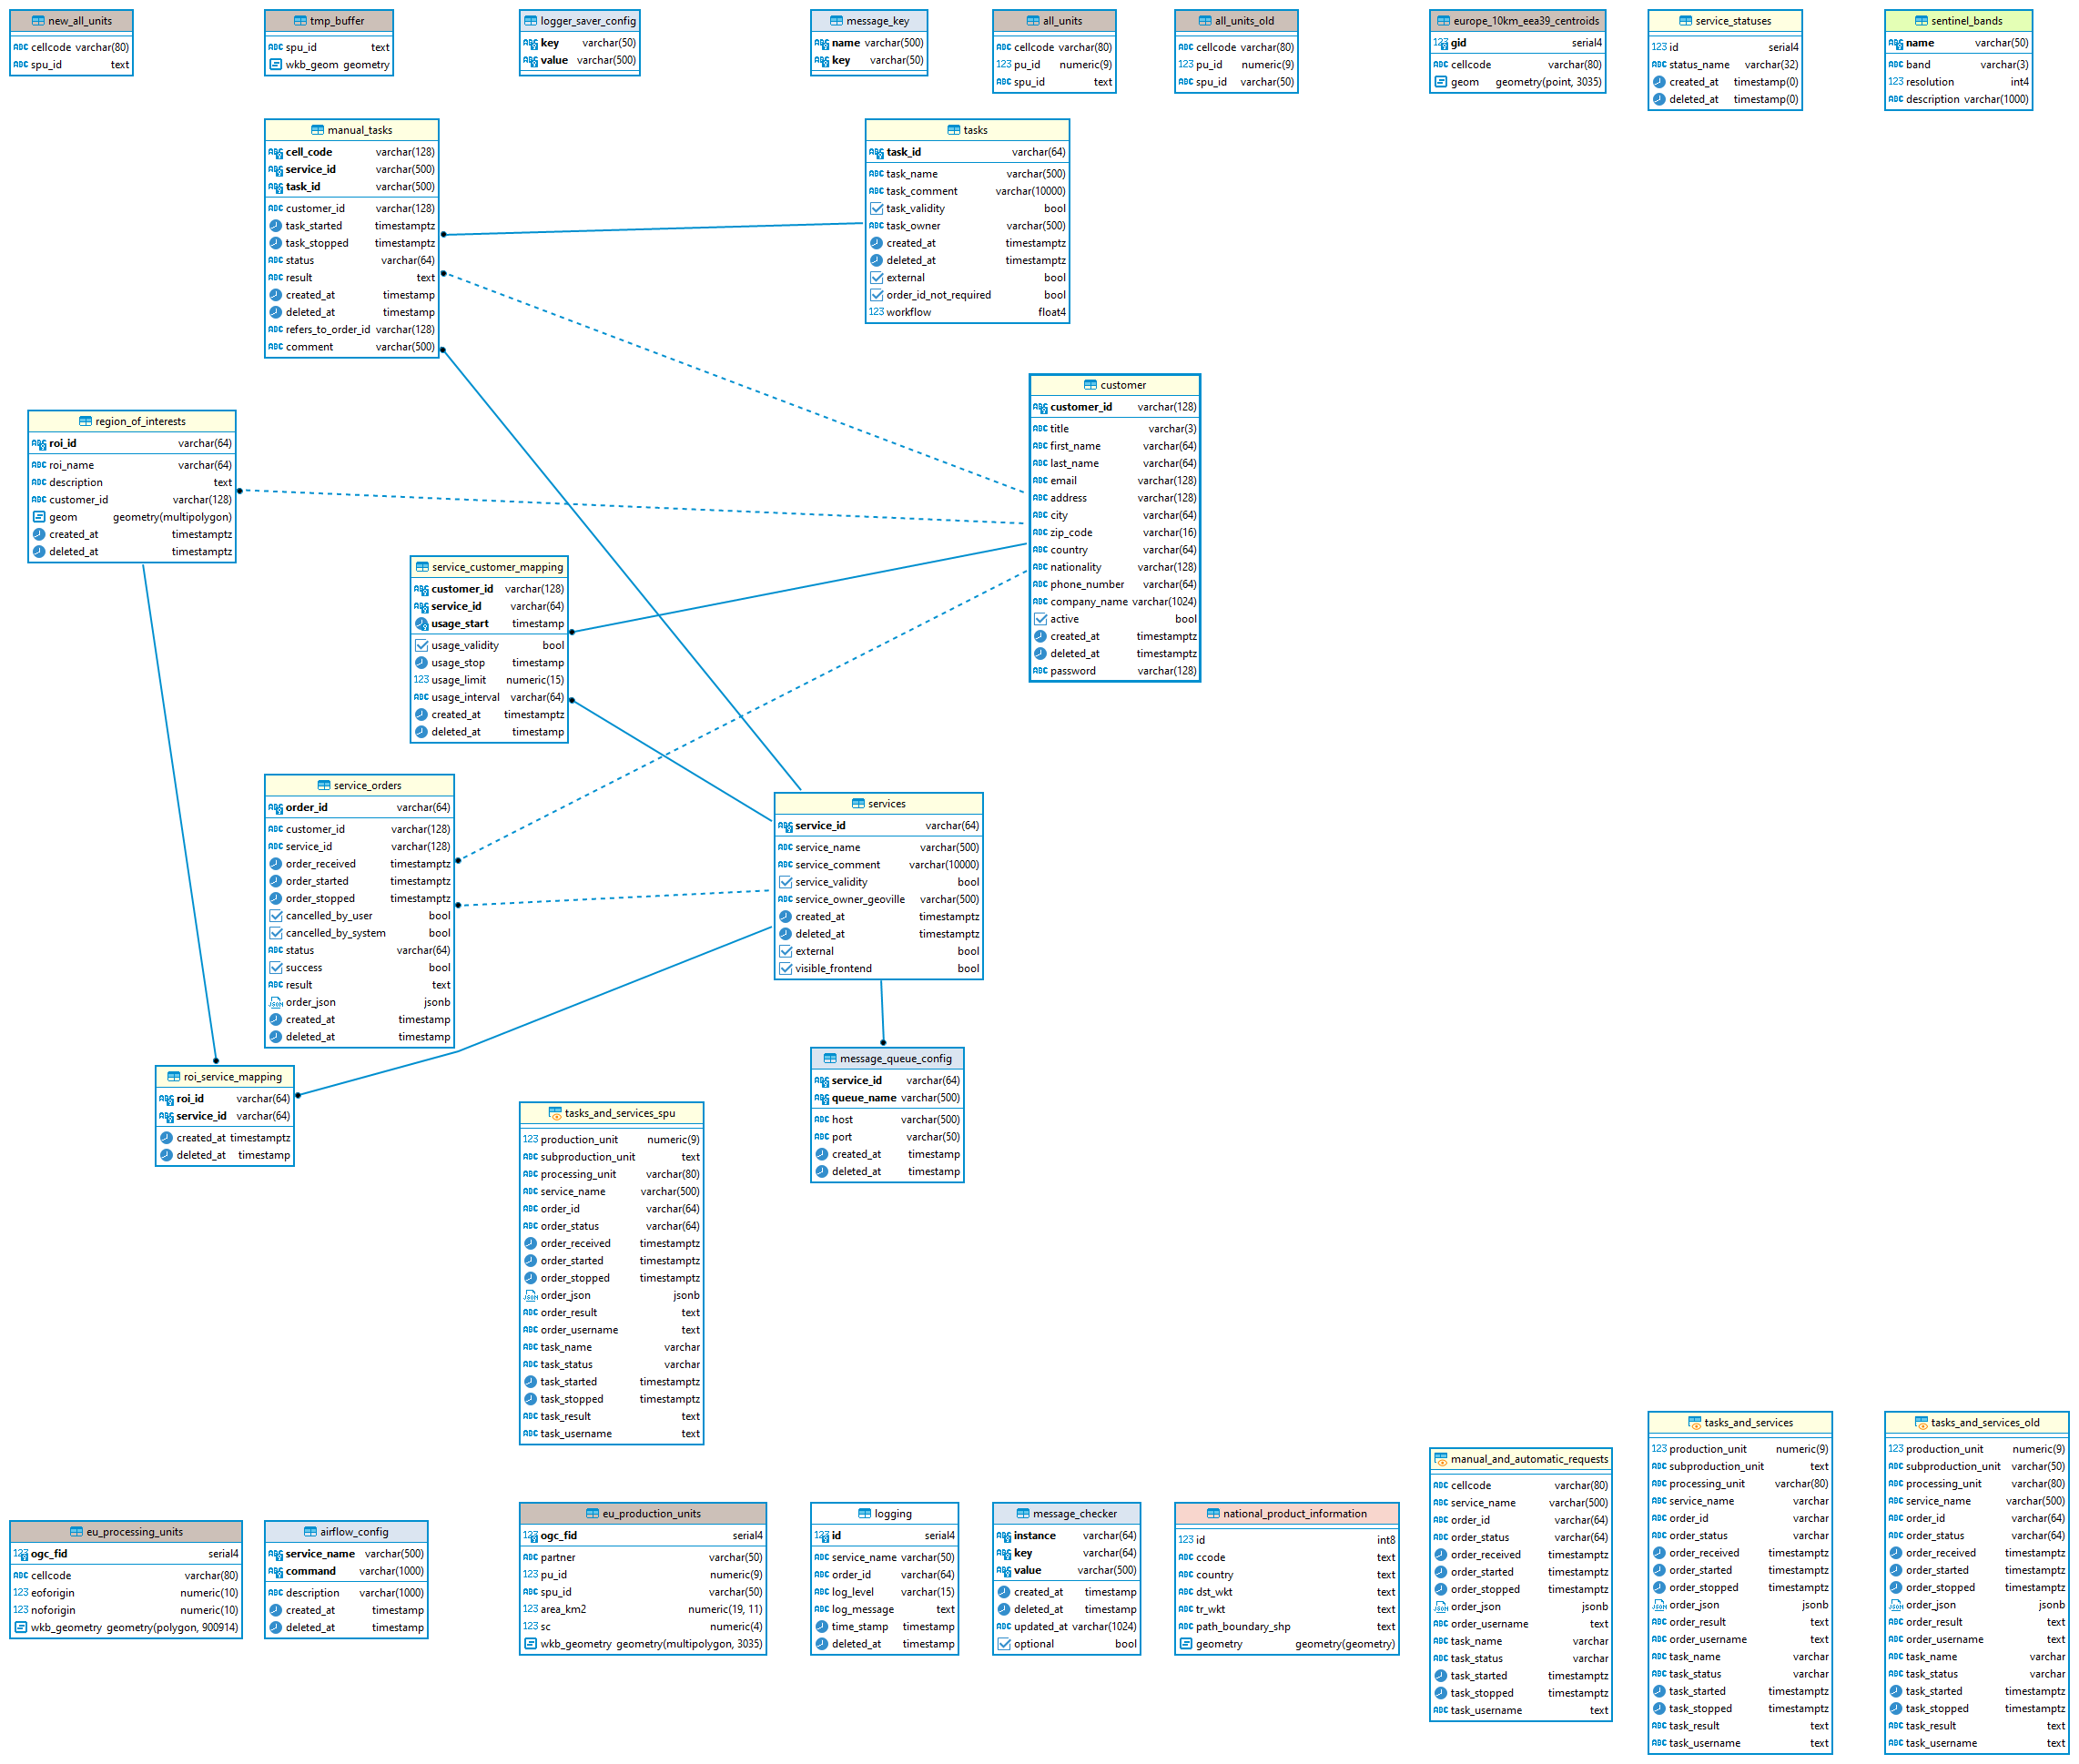 new_all_units
cellcode varchar(80)
spu_id text
tmp_buffer
spu_id text
wkb_geom geometry
logger_saver_config
key varchar(50)
value varchar(500)
message_key
name varchar(500)
key varchar(50)
all_units
cellcode varchar(80)
pu_id numeric(9)
spu_id text
all_units_old
cellcode varchar(80)
pu_id numeric(9)
spu_id varchar(50)
europe_10km_eea39_centroids
gid serial4
cellcode varchar(80)
geom geometry(point, 3035)
service_statuses
id serial4
status_name varchar(32)
created_at timestamp(0)
deleted_at timestamp(0)
sentinel_bands
name varchar(50)
band varchar(3)
resolution int4
description varchar(1000)
manual_tasks
cell_code varchar(128)
service_id varchar(500)
task_id varchar(500)
customer_id varchar(128)
task_started timestamptz
task_stopped timestamptz
status varchar(64)
result text
created_at timestamp
deleted_at timestamp
refers_to_order_id varchar(128)
comment varchar(500)
tasks
task_id varchar(64)
task_name varchar(500)
task_comment varchar(10000)
task_validity bool
task_owner varchar(500)
created_at timestamptz
deleted_at timestamptz
external bool
order_id_not_required bool
workflow float4
customer
customer_id varchar(128)
title varchar(3)
first_name varchar(64)
last_name varchar(64)
email varchar(128)
address varchar(128)
city varchar(64)
zip_code varchar(16)
country varchar(64)
nationality varchar(128)
phone_number varchar(64)
company_name varchar(1024)
active bool
created_at timestamptz
deleted_at timestamptz
password varchar(128)
region_of_interests
roi_id varchar(64)
roi_name varchar(64)
description text
customer_id varchar(128)
geom geometry(multipolygon)
created_at timestamptz
deleted_at timestamptz
service_customer_mapping
customer_id varchar(128)
service_id varchar(64)
usage_start timestamp
usage_validity bool
usage_stop timestamp
usage_limit numeric(15)
usage_interval varchar(64)
created_at timestamptz
deleted_at timestamp
service_orders
order_id varchar(64)
customer_id varchar(128)
service_id varchar(128)
order_received timestamptz
order_started timestamptz
order_stopped timestamptz
cancelled_by_user bool
cancelled_by_system bool
status varchar(64)
success bool
result text
order_json jsonb
created_at timestamp
deleted_at timestamp
services
service_id varchar(64)
service_name varchar(500)
service_comment varchar(10000)
service_validity bool
service_owner_geoville varchar(500)
created_at timestamptz
deleted_at timestamptz
external bool
visible_frontend bool
roi_service_mapping
roi_id varchar(64)
service_id varchar(64)
created_at timestamptz
deleted_at timestamp
message_queue_config
service_id varchar(64)
queue_name varchar(500)
host varchar(500)
port varchar(50)
created_at timestamp
deleted_at timestamp
tasks_and_services_spu
production_unit numeric(9)
subproduction_unit text
processing_unit varchar(80)
service_name varchar(500)
order_id varchar(64)
order_status varchar(64)
order_received timestamptz
order_started timestamptz
order_stopped timestamptz
order_json jsonb
order_result text
order_username text
task_name varchar
task_status varchar
task_started timestamptz
task_stopped timestamptz
task_result text
task_username text
eu_processing_units
ogc_fid serial4
cellcode varchar(80)
eoforigin numeric(10)
noforigin numeric(10)
wkb_geometry geometry(polygon, 900914)
airflow_config
service_name varchar(500)
command varchar(1000)
description varchar(1000)
created_at timestamp
deleted_at timestamp
eu_production_units
ogc_fid serial4
partner varchar(50)
pu_id numeric(9)
spu_id varchar(50)
area_km2 numeric(19, 11)
sc numeric(4)
wkb_geometry geometry(multipolygon, 3035)
logging
id serial4
service_name varchar(50)
order_id varchar(64)
log_level varchar(15)
log_message text
time_stamp timestamp
deleted_at timestamp
message_checker
instance varchar(64)
key varchar(64)
value varchar(500)
created_at timestamp
deleted_at timestamp
updated_at varchar(1024)
optional bool
national_product_information
id int8
ccode text
country text
dst_wkt text
tr_wkt text
path_boundary_shp text
geometry geometry(geometry)
manual_and_automatic_requests
cellcode varchar(80)
service_name varchar(500)
order_id varchar(64)
order_status varchar(64)
order_received timestamptz
order_started timestamptz
order_stopped timestamptz
order_json jsonb
order_username text
task_name varchar
task_status varchar
task_started timestamptz
task_stopped timestamptz
task_username text
tasks_and_services
production_unit numeric(9)
subproduction_unit text
processing_unit varchar(80)
service_name varchar
order_id varchar
order_status varchar
order_received timestamptz
order_started timestamptz
order_stopped timestamptz
order_json jsonb
order_result text
order_username text
task_name varchar
task_status varchar
task_started timestamptz
task_stopped timestamptz
task_result text
task_username text
tasks_and_services_old
production_unit numeric(9)
subproduction_unit varchar(50)
processing_unit varchar(80)
service_name varchar(500)
order_id varchar(64)
order_status varchar(64)
order_received timestamptz
order_started timestamptz
order_stopped timestamptz
order_json jsonb
order_result text
order_username text
task_name varchar
task_status varchar
task_started timestamptz
task_stopped timestamptz
task_result text
task_username text